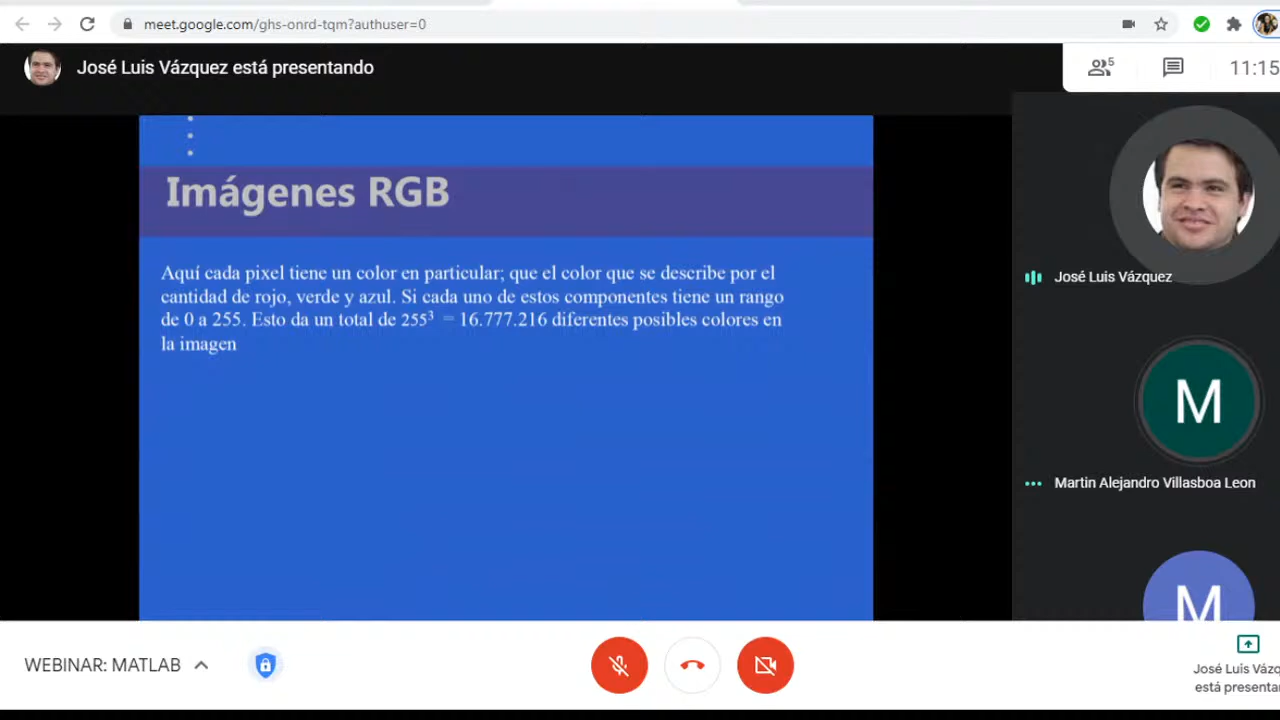 meet.google.com/ghs-onrd-tqm?authuser=0
José Luis Vázquez está presentando
5
11:15
Imágenes RGB
Aquí cada pixel tiene un color en particular; que el color que se describe por el
cantidad de rojo, verde y azul. Si cada uno de estos componentes tiene un rango
de 0 a 255. Esto da un total de 255³ = 16.777.216 diferentes posibles colores en
la imagen
José Luis Vázquez
M
Martin Alejandro Villasboa Leon
M
WEBINAR: MATLAB
José Luis Vázq
está presenta